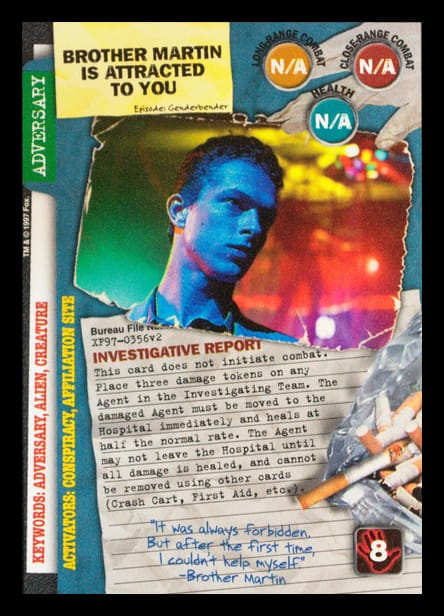 BROTHER MARTIN
IS ATTRACTED
TO YOU
Episode: Genderbender
LONG-RANGE COMBAT
N/A
CLOSE-RANGE COMBAT
N/A
HEALTH
N/A
ADVERSARY
TM & © 1997 Fox.
KEYWORDS: ADVERSARY, ALIEN, CREATURE
ACTIVATORS: CONSPIRACY, AFFILIATION SITE
Bureau File
XF97-0356v2
INVESTIGATIVE REPORT
This card does not initiate combat.
Place three damage tokens on any
Agent in the Investigating Team. The
damaged Agent must be moved to the
Hospital immediately and heals at
half the normal rate. The Agent
may not leave the Hospital until
all damage is healed, and cannot
be removed using other cards
(Crash Cart, First Aid, etc.).
"It was always forbidden.
But after the first time,
I couldn't help myself."
-Brother Martin
8